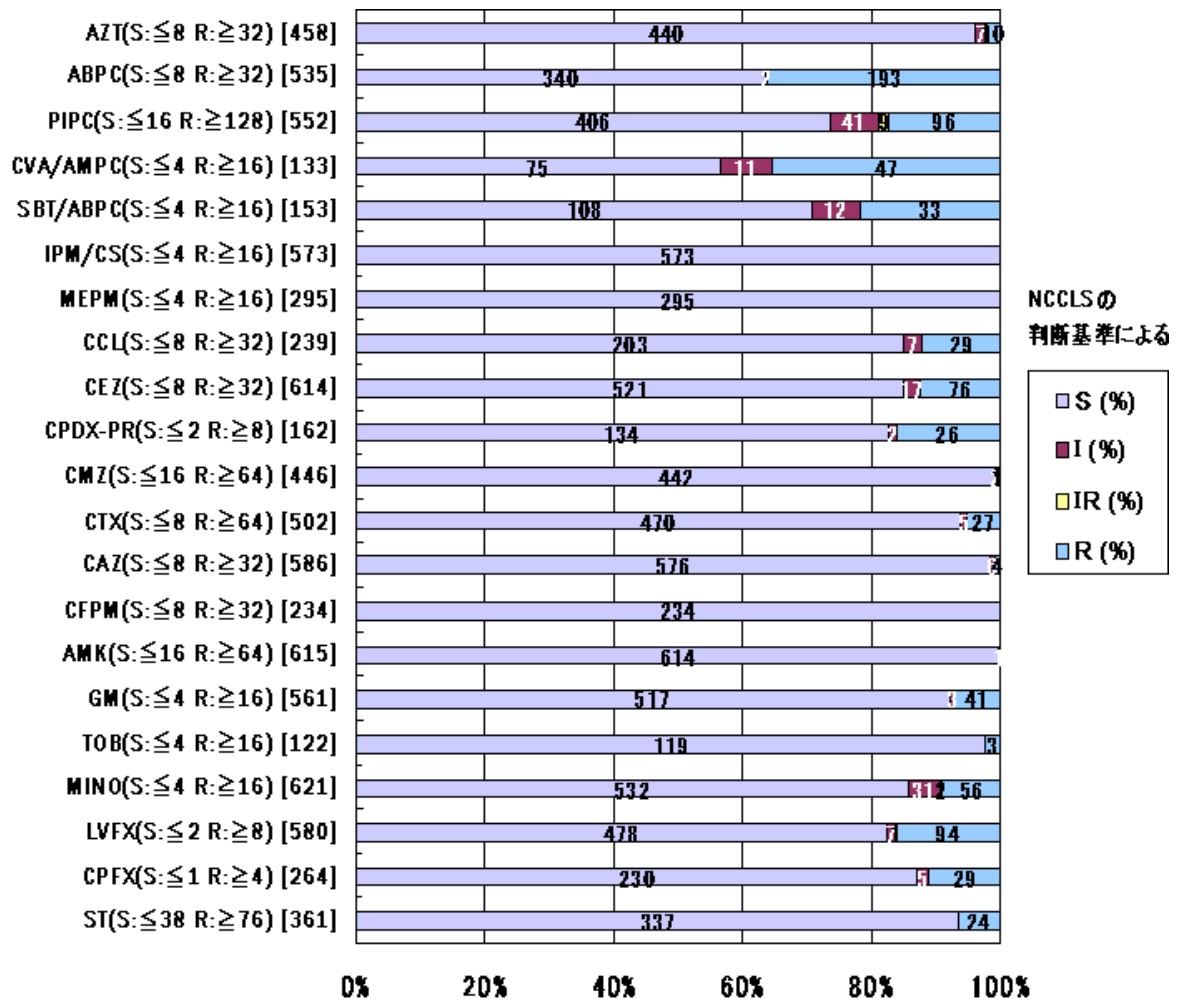 AZT(S:≦8 R:≧32) [458] 440 7 10
ABPC(S:≦8 R:≧32) [535] 340 2 193
PIPC(S:≦16 R:≧128) [552] 406 41 9 96
CVA/AMPC(S:≦4 R:≧16) [133] 75 11 47
SBT/ABPC(S:≦4 R:≧16) [153] 108 12 33
IPM/CS(S:≦4 R:≧16) [573] 573
MEPM(S:≦4 R:≧16) [295] 295
CCL(S:≦8 R:≧32) [239] 203 7 29
CEZ(S:≦8 R:≧32) [614] 521 17 76
CPDX-PR(S:≦2 R:≧8) [162] 134 2 26
CMZ(S:≦16 R:≧64) [446] 442 1
CTX(S:≦8 R:≧64) [502] 470 5 27
CAZ(S:≦8 R:≧32) [586] 576 4
CFPM(S:≦8 R:≧32) [234] 234
AMK(S:≦16 R:≧64) [615] 614
GM(S:≦4 R:≧16) [561] 517 41
TOB(S:≦4 R:≧16) [122] 119 3
MINO(S:≦4 R:≧16) [621] 532 31 2 56
LVFX(S:≦2 R:≧8) [580] 478 7 94
CPFX(S:≦1 R:≧4) [264] 230 5 29
ST(S:≦38 R:≧76) [361] 337 24
0% 20% 40% 60% 80% 100%
NCCLSの
判断基準による
S (%)
I (%)
IR (%)
R (%)